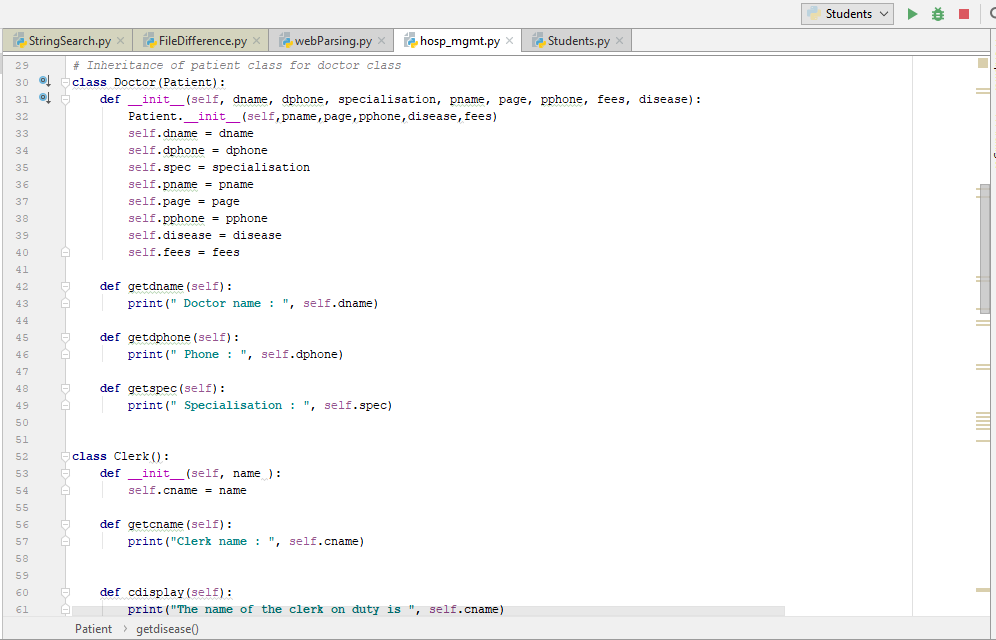 Students
StringSearch.py FileDifference.py webParsing.py hosp_mgmt.py Students.py
29 # Inheritance of patient class for doctor class
30 class Doctor(Patient):
31 def __init__(self, dname, dphone, specialisation, pname, page, pphone, fees, disease):
32 Patient.__init__(self,pname,page,pphone,disease,fees)
33 self.dname = dname
34 self.dphone = dphone
35 self.spec = specialisation
36 self.pname = pname
37 self.page = page
38 self.pphone = pphone
39 self.disease = disease
40 self.fees = fees
41
42 def getdname(self):
43 print(" Doctor name : ", self.dname)
44
45 def getdphone(self):
46 print(" Phone : ", self.dphone)
47
48 def getspec(self):
49 print(" Specialisation : ", self.spec)
50
51
52 class Clerk():
53 def __init__(self, name ):
54 self.cname = name
55
56 def getcname(self):
57 print("Clerk name : ", self.cname)
58
59
60 def cdisplay(self):
61 print("The name of the clerk on duty is ", self.cname)
Patient > getdisease()